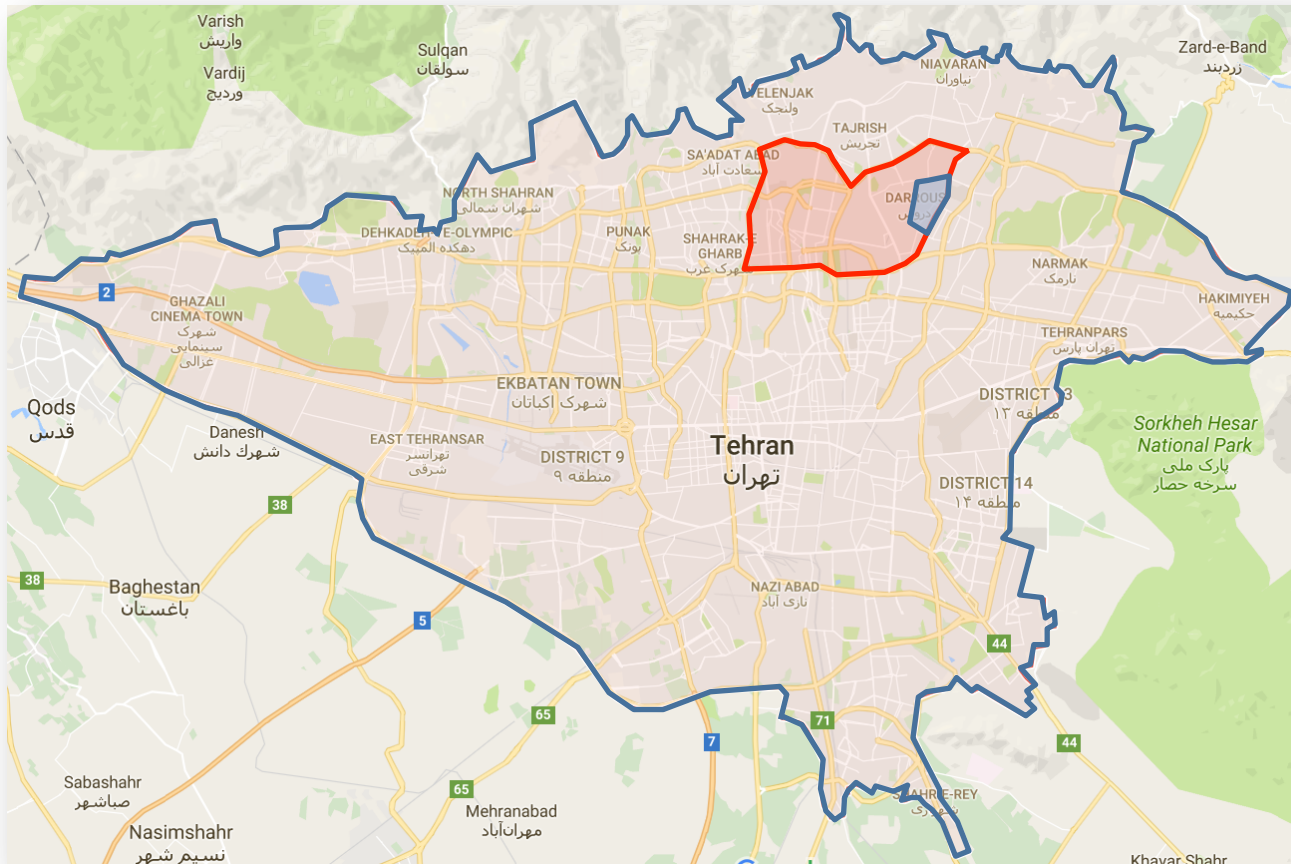 Varish
واریش
Vardij
وردیج
Sulqan
سولقان
Zard-e-Band
زردبند
NIAVARAN
نیاوران
VELENJAK
ولنجک
TAJRISH
تجریش
SA'ADAT ABAD
سعادت آباد
NORTH SHAHRAN
شهران شمالی
DEHKADEH-E-OLYMPIC
دهکده المپیک
PUNAK
پونک
SHAHRAK-E
GHARB
شهرک غرب
DARROUS
دروس
NARMAK
نارمک
HAKIMIYEH
حکیمیه
2
GHAZALI
CINEMA TOWN
شهرک
سینمایی
غزالی
TEHRANPARS
تهران پارس
EKBATAN TOWN
شهرک اکباتان
DISTRICT 13
منطقه ۱۳
Qods
قدس
Danesh
شهرك دانش
EAST TEHRANSAR
تهرانسر
شرقی
DISTRICT 9
منطقه ۹
Tehran
تهران
Sorkheh Hesar
National Park
پارک ملی
سرخه حصار
DISTRICT 14
منطقه ۱۴
38
38
Baghestan
باغستان
5
NAZI ABAD
نازی آباد
44
65
7
71
44
Sabashahr
صباشهر
65
Mehranabad
مهران‌آباد
SHAHR-E-REY
شهر ری
Nasimshahr
نسیم شهر
Khavar Shahr